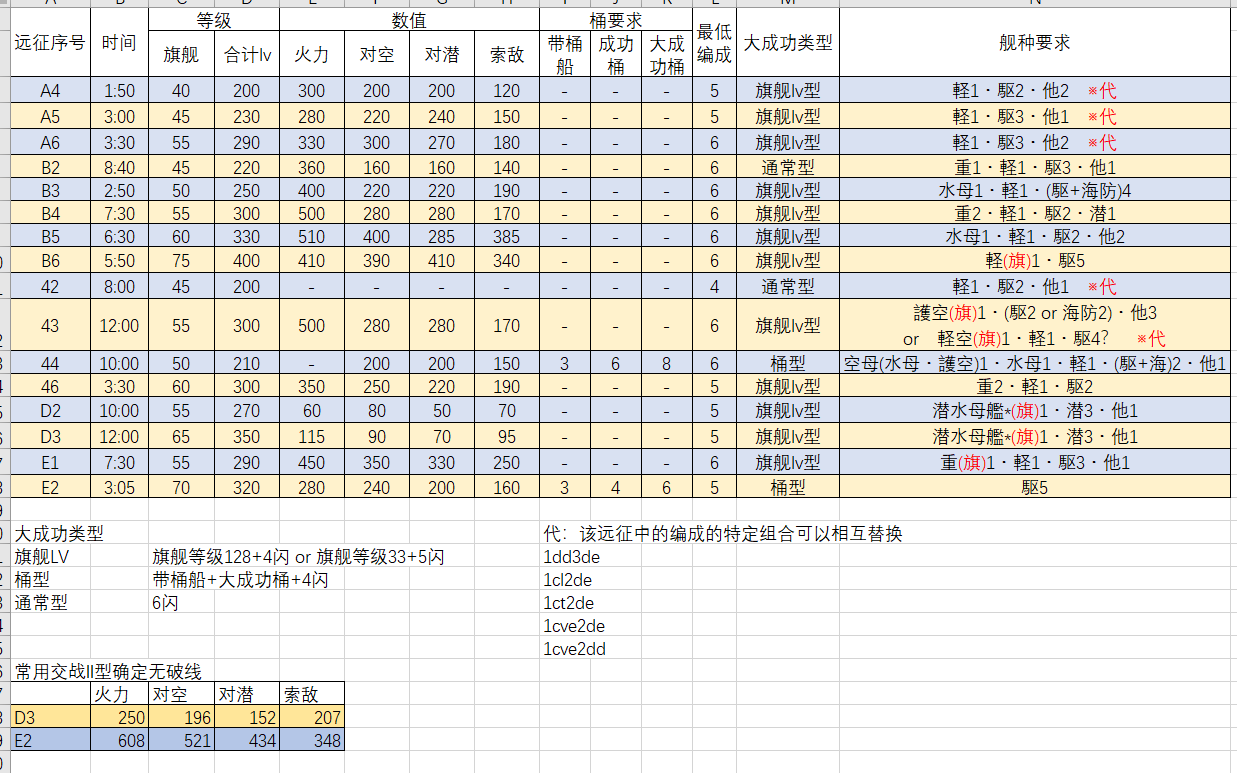 等级 数值 桶要求
远征序号 时间 旗舰 合计lv 火力 对空 对潜 索敌 带桶船 成功桶 大成功桶 最低编成 大成功类型 舰种要求
A4 1:50 40 200 300 200 200 120 - - - 5 旗舰lv型 軽1・駆2・他2 ※代
A5 3:00 45 230 280 220 240 150 - - - 5 旗舰lv型 軽1・駆3・他1 ※代
A6 3:30 55 290 330 300 270 180 - - - 6 旗舰lv型 軽1・駆3・他2 ※代
B2 8:40 45 220 360 160 160 140 - - - 6 通常型 重1・軽1・駆3・他1
B3 2:50 50 250 400 220 220 190 - - - 6 旗舰lv型 水母1・軽1・(駆+海防)4
B4 7:30 55 300 500 280 280 170 - - - 6 旗舰lv型 重2・軽1・駆2・潜1
B5 6:30 60 330 510 400 285 385 - - - 6 旗舰lv型 水母1・軽1・駆2・他2
B6 5:50 75 400 410 390 410 340 - - - 6 旗舰lv型 軽(旗)1・駆5
42 8:00 45 200 - - - - - - - 4 通常型 軽1・駆2・他1 ※代
43 12:00 55 300 500 280 280 170 - - - 6 旗舰lv型 護空(旗)1・(駆2 or 海防2)・他3
or 軽空(旗)1・軽1・駆4? ※代
44 10:00 50 210 - 200 200 150 3 6 8 6 桶型 空母(水母・護空)1・水母1・軽1・(駆+海)2・他1
46 3:30 60 300 350 250 220 190 - - - 5 旗舰lv型 重2・軽1・駆2
D2 10:00 55 270 60 80 50 70 - - - 5 旗舰lv型 潜水母艦*(旗)1・潜3・他1
D3 12:00 65 350 115 90 70 95 - - - 5 旗舰lv型 潜水母艦*(旗)1・潜3・他1
E1 7:30 55 290 450 350 330 250 - - - 6 旗舰lv型 重(旗)1・軽1・駆3・他1
E2 3:05 70 320 280 240 200 160 3 4 6 5 桶型 駆5
大成功类型 代：该远征中的编成的特定组合可以相互替换
旗舰LV 旗舰等级128+4闪 or 旗舰等级33+5闪 1dd3de
桶型 带桶船+大成功桶+4闪 1cl2de
通常型 6闪 1ct2de
1cve2de
1cve2dd
常用交战II型确定无破线
火力 对空 对潜 索敌
D3 250 196 152 207
E2 608 521 434 348